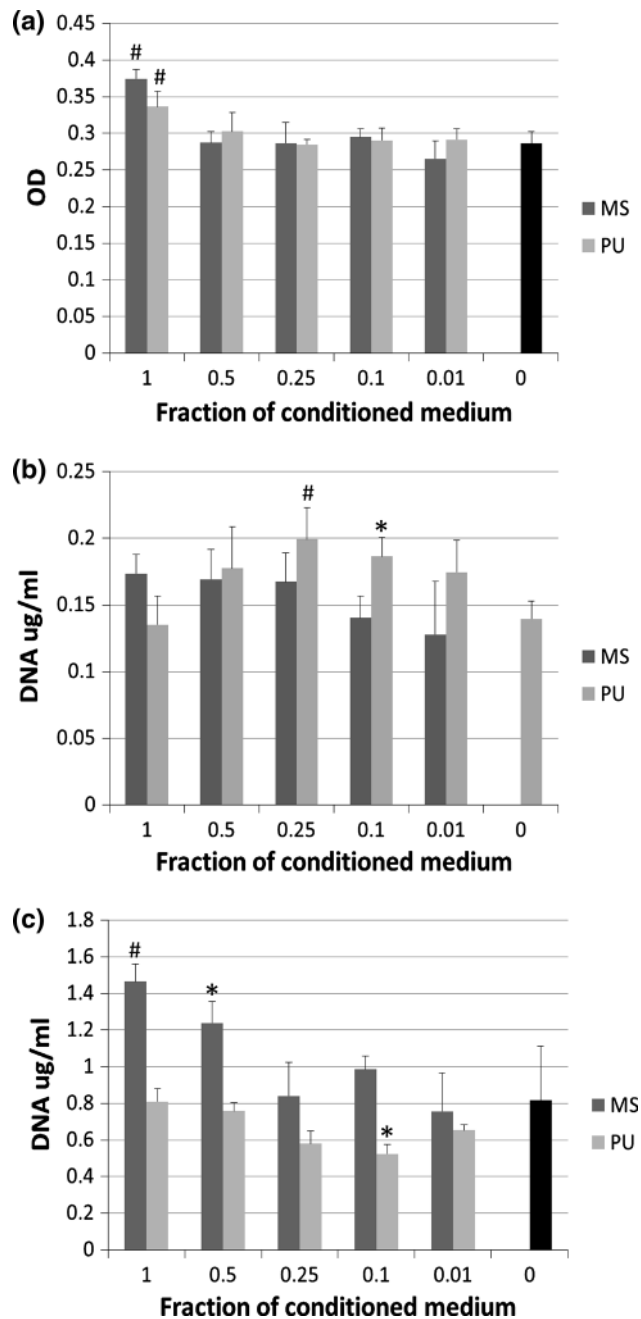 (a)
0.45
0.4
0.35
0.3
0.25
0.2
0.15
0.1
0.05
0
OD
# #
MS
PU
1 0.5 0.25 0.1 0.01 0
Fraction of conditioned medium
(b)
0.25
0.2
0.15
0.1
0.05
0
DNA ug/ml
# *
MS
PU
1 0.5 0.25 0.1 0.01 0
Fraction of conditioned medium
(c)
1.8
1.6
1.4
1.2
1
0.8
0.6
0.4
0.2
0
DNA ug/ml
# * *
MS
PU
1 0.5 0.25 0.1 0.01 0
Fraction of conditioned medium